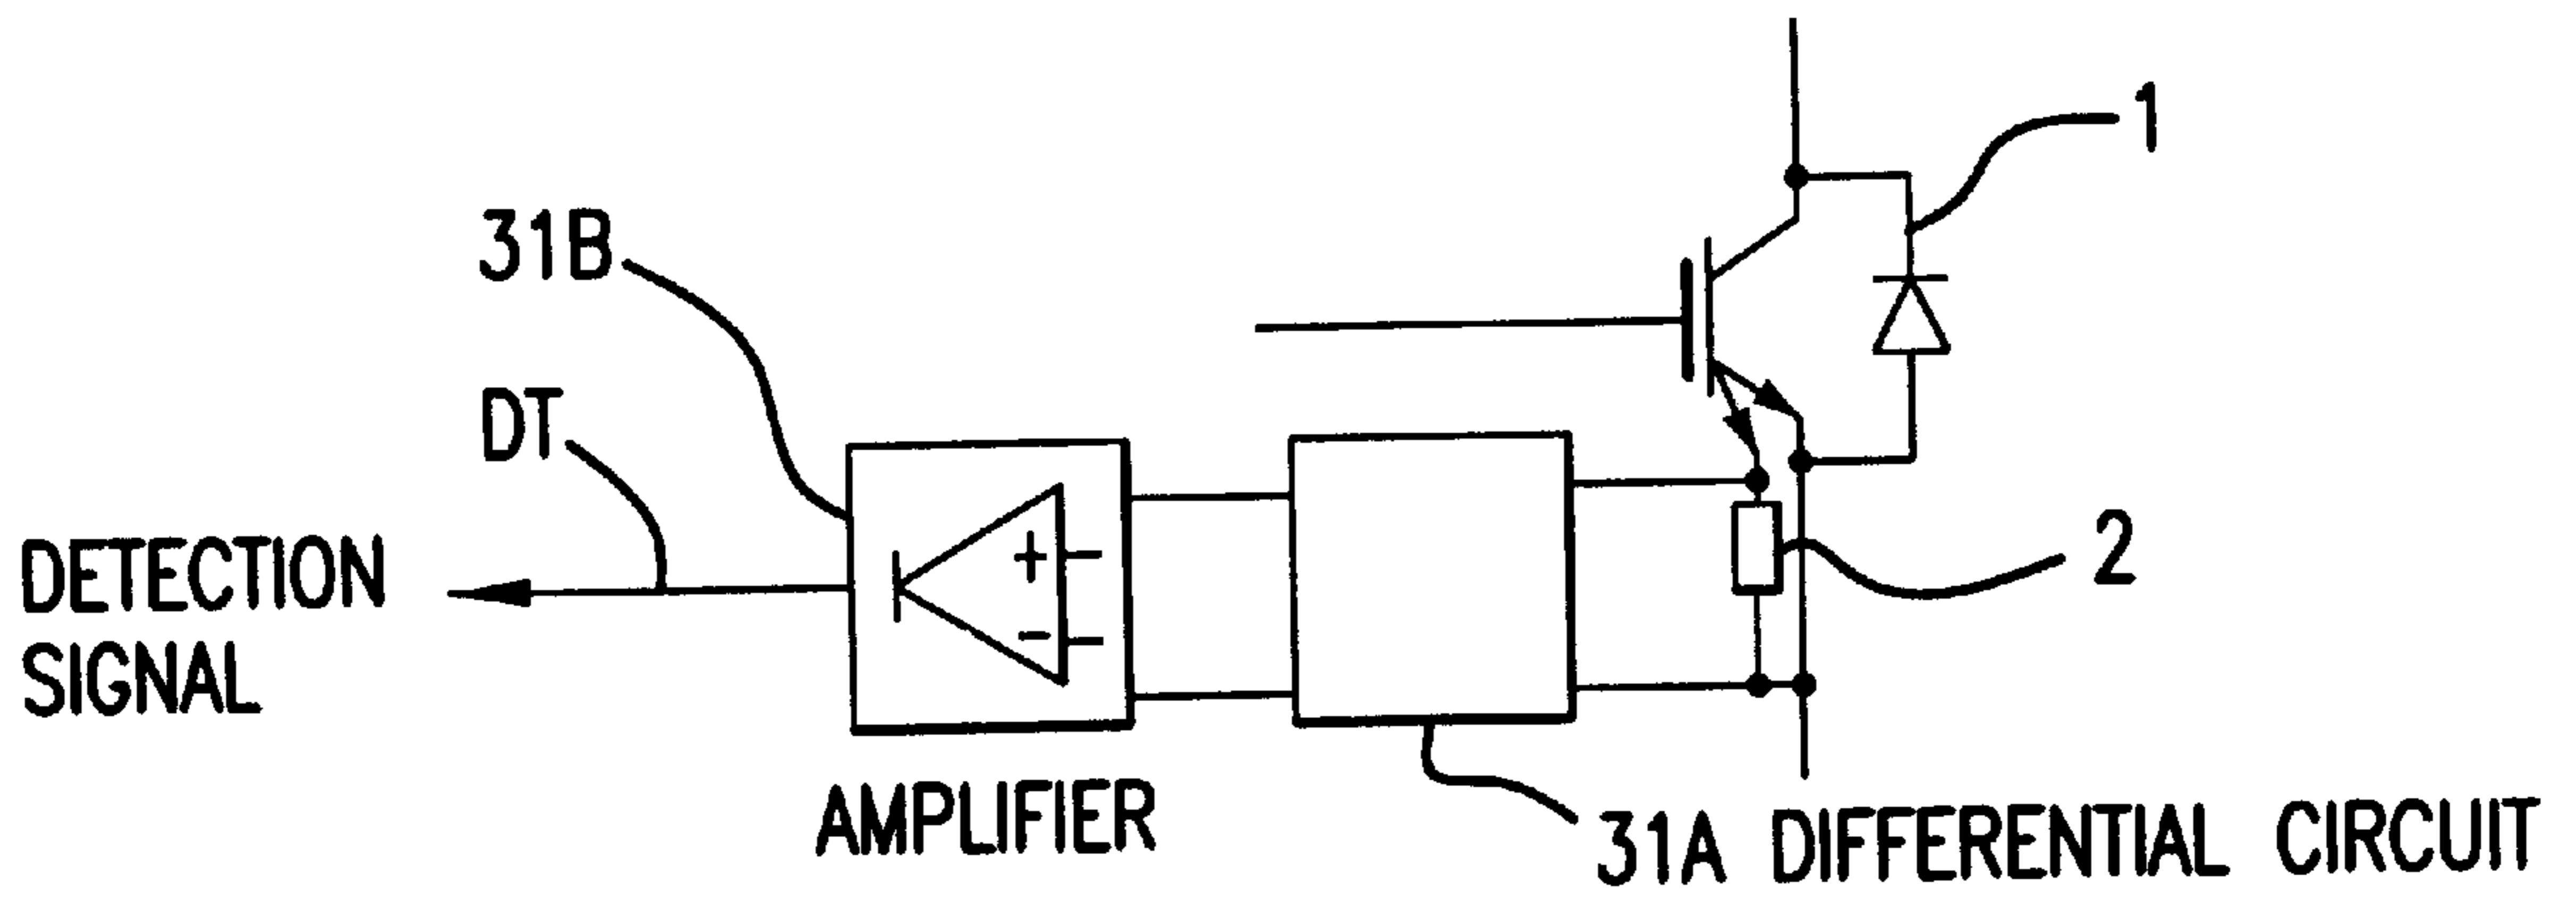 1
31B
DT
2
DETECTION
SIGNAL
+
−
AMPLIFIER
31A DIFFERENTIAL CIRCUIT